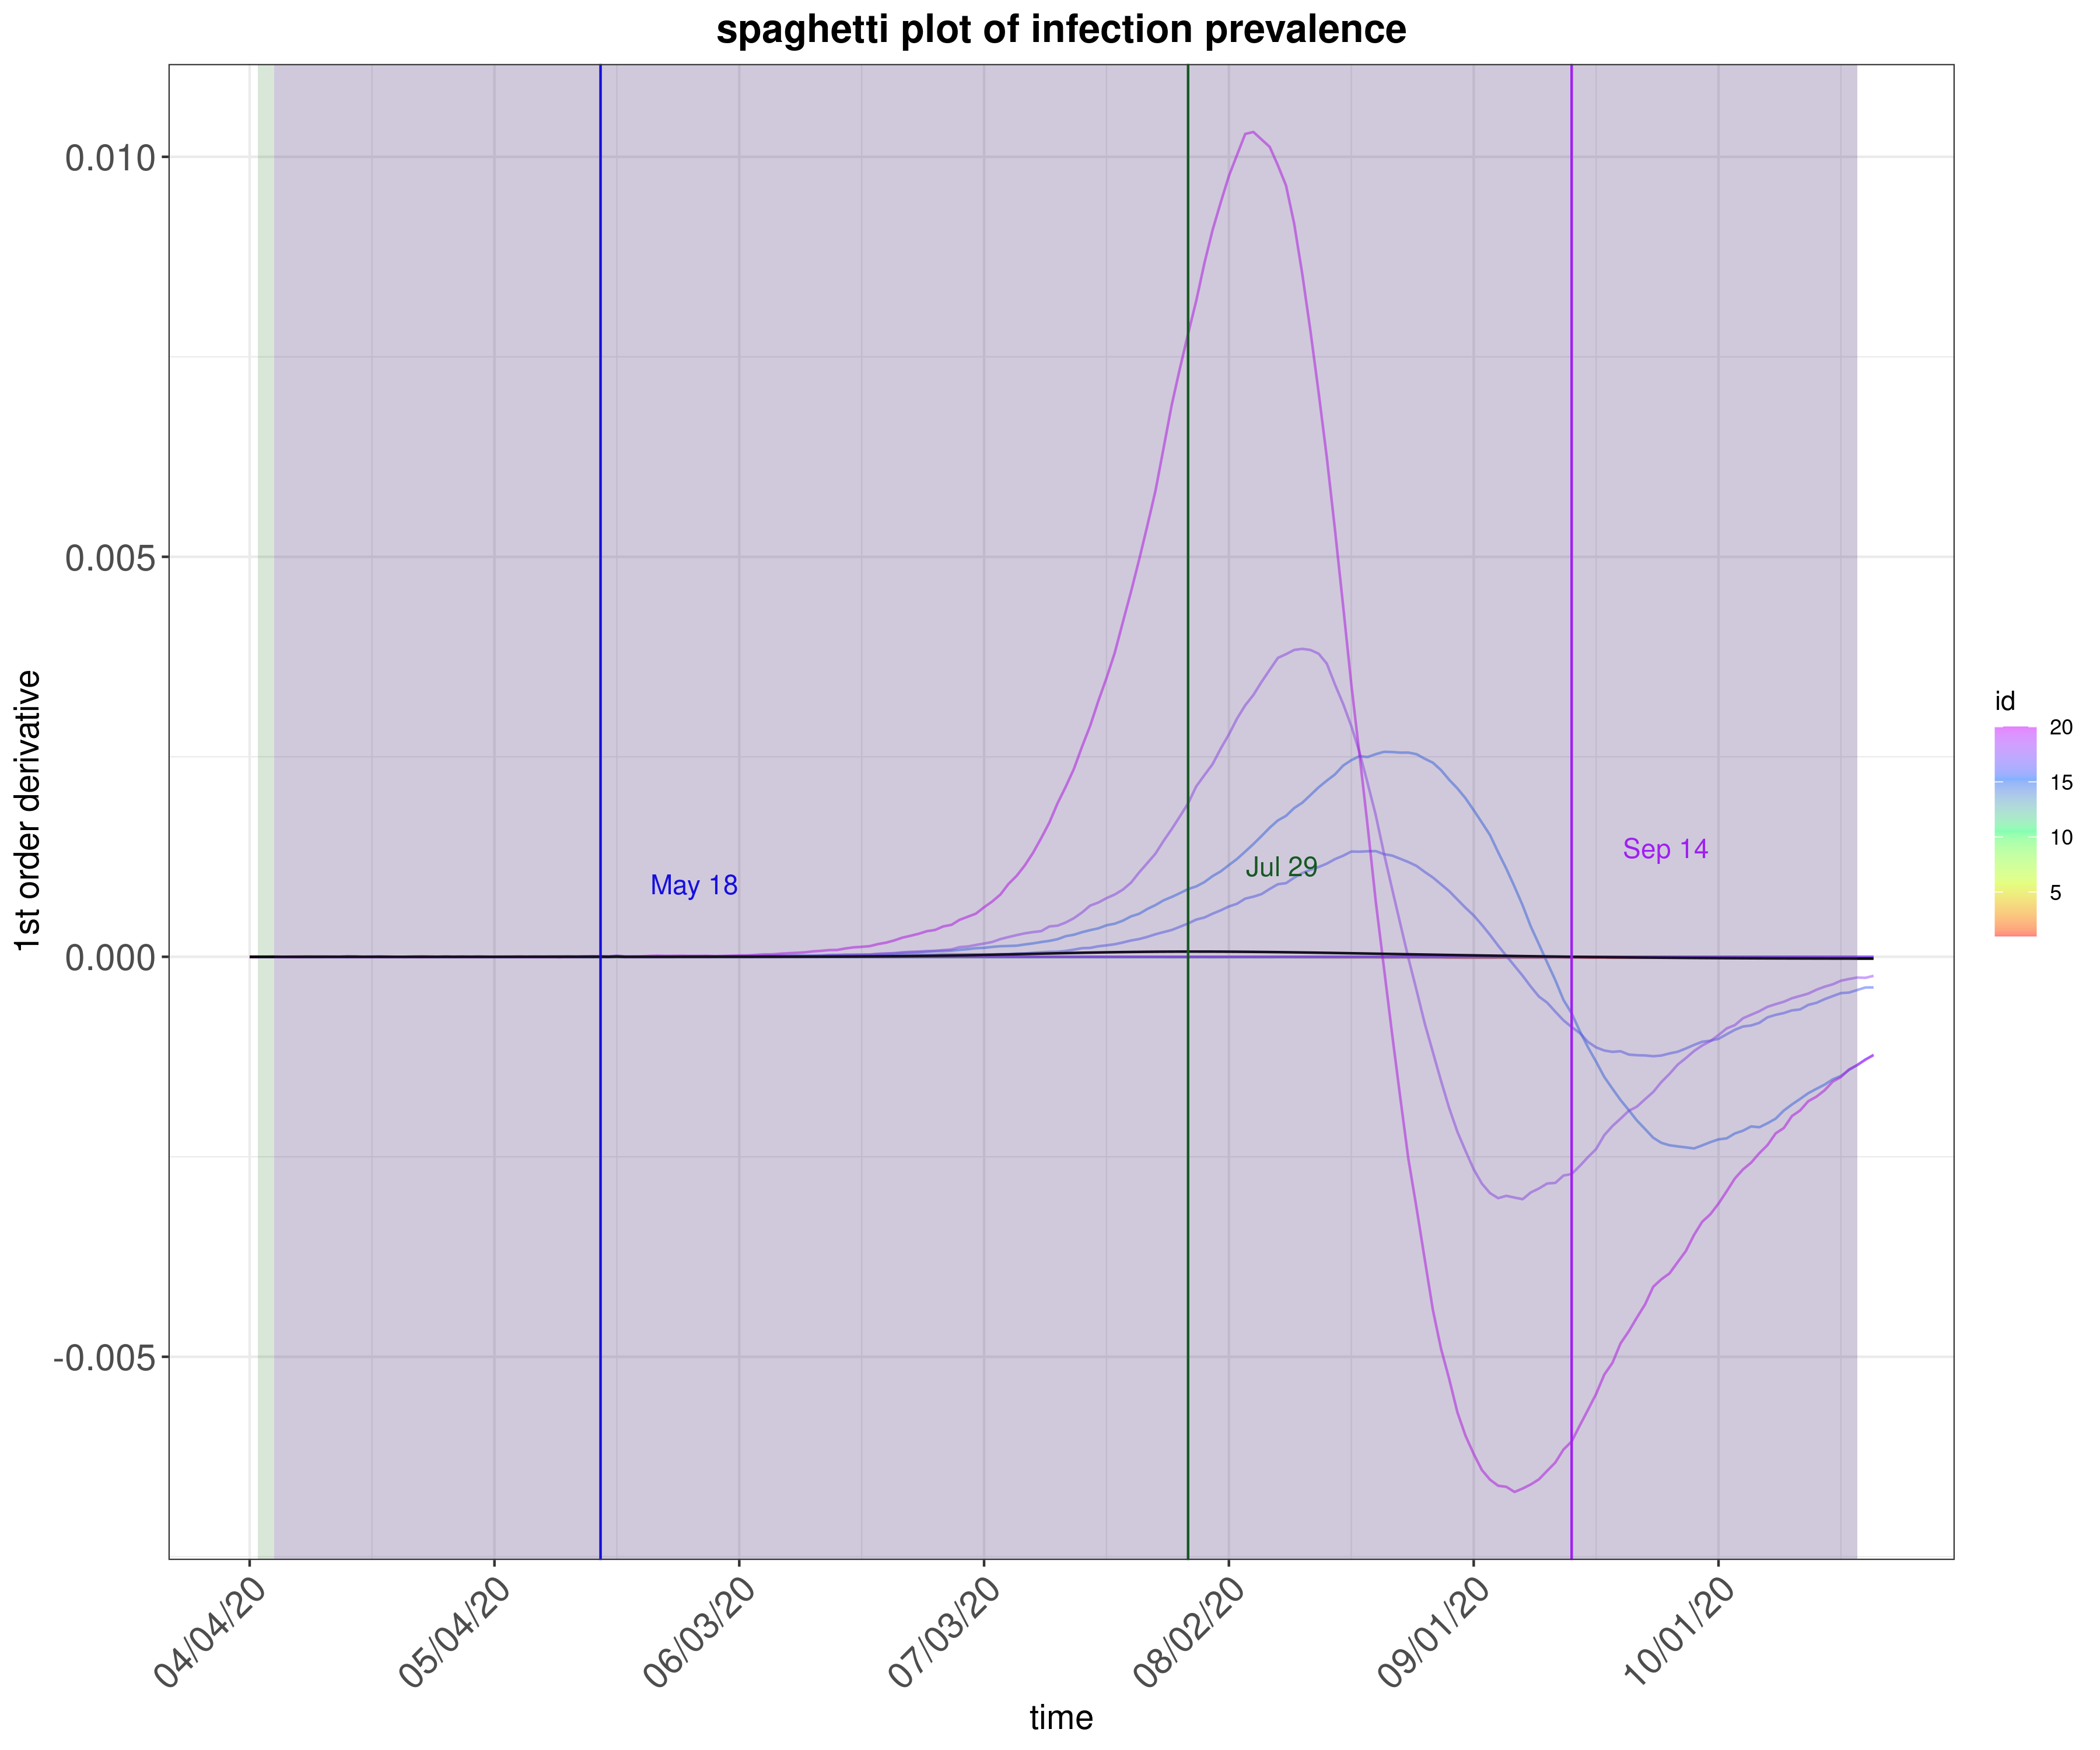 spaghetti plot of infection prevalence
1st order derivative
0.010
0.005
0.000
-0.005
May 18
Jul 29
Sep 14
id
20
15
10
5
04/04/20
05/04/20
06/03/20
07/03/20
08/02/20
09/01/20
10/01/20
time